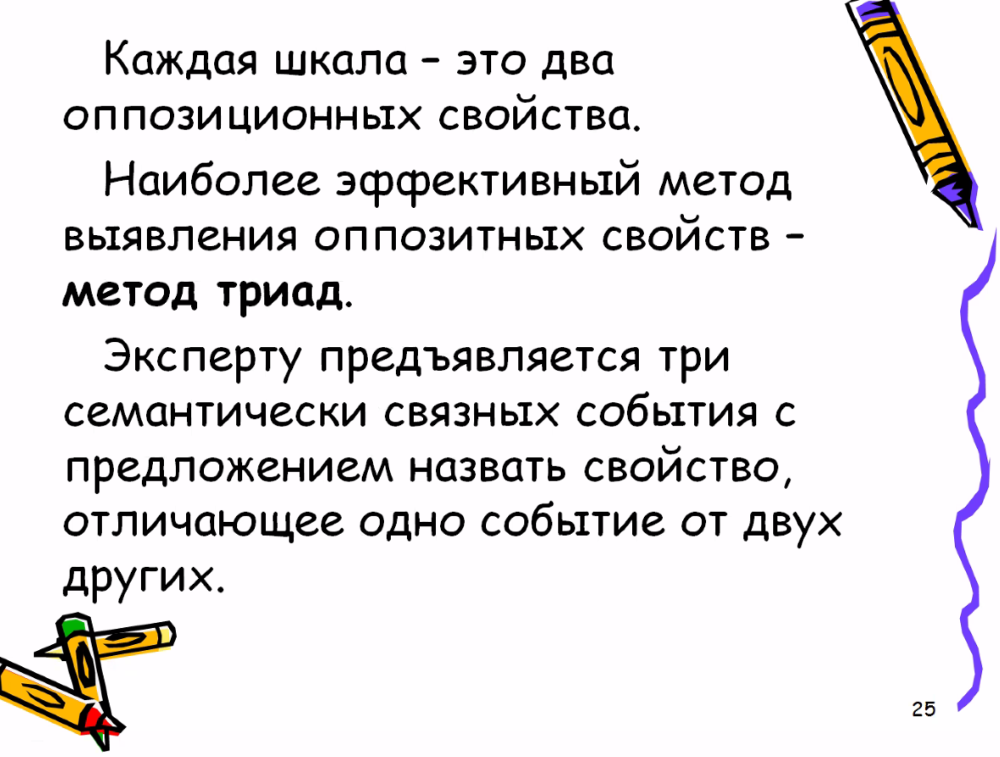 Каждая шкала – это два
оппозиционных свойства.
Наиболее эффективный метод
выявления оппозитных свойств –
метод триад.
Эксперту предъявляется три
семантически связных события с
предложением назвать свойство,
отличающее одно событие от двух
других.
25